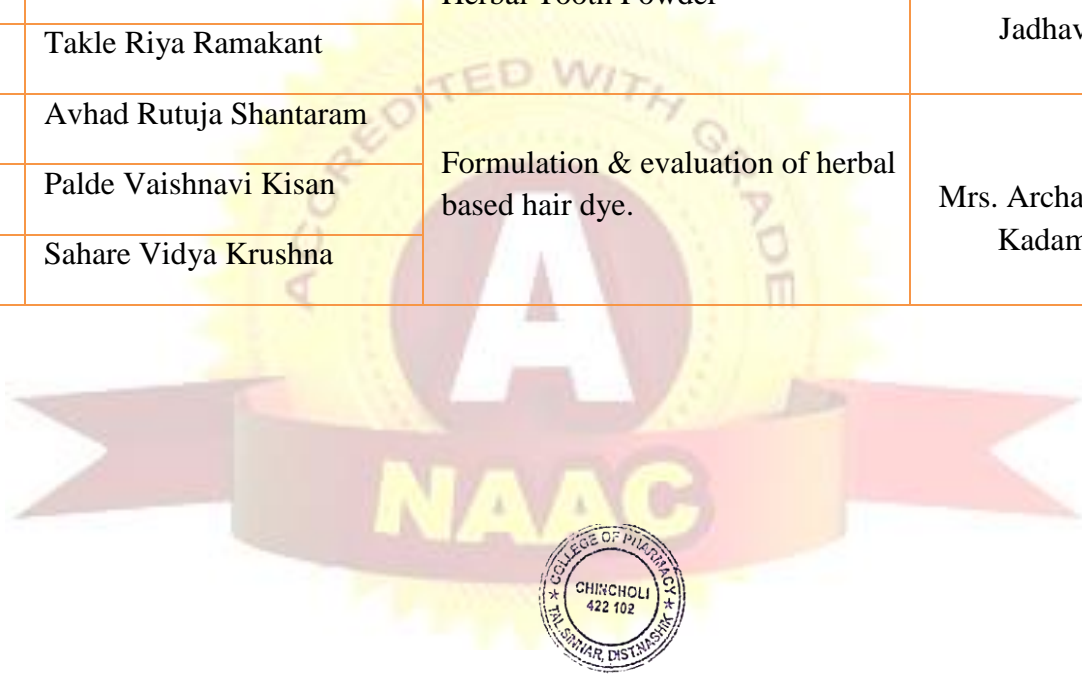 Herbal Tooth Powder
Jadhav
Takle Riya Ramakant
Avhad Rutuja Shantaram
Palde Vaishnavi Kisan
Sahare Vidya Krushna
Formulation & evaluation of herbal
based hair dye.
Mrs. Archa
Kadam
ACCREDITED WITH GRADE
A
NAAC
COLLEGE OF PHARMACY
CHINCHOLI
422 102
TAL.SINNAR, DIST.NASHIK